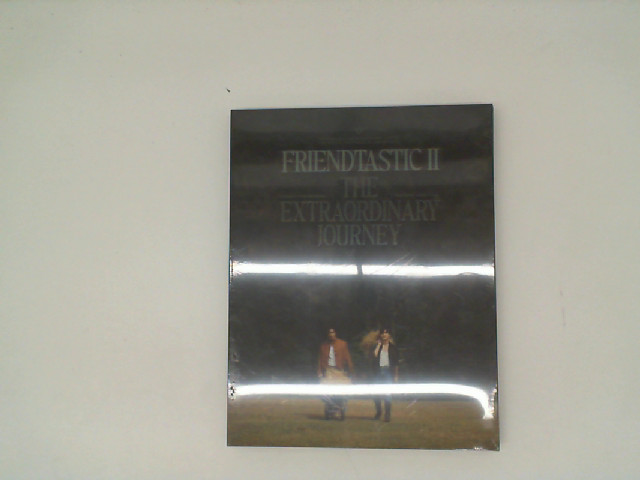 FRIENDTASTIC II
THE
EXTRAORDINARY
JOURNEY